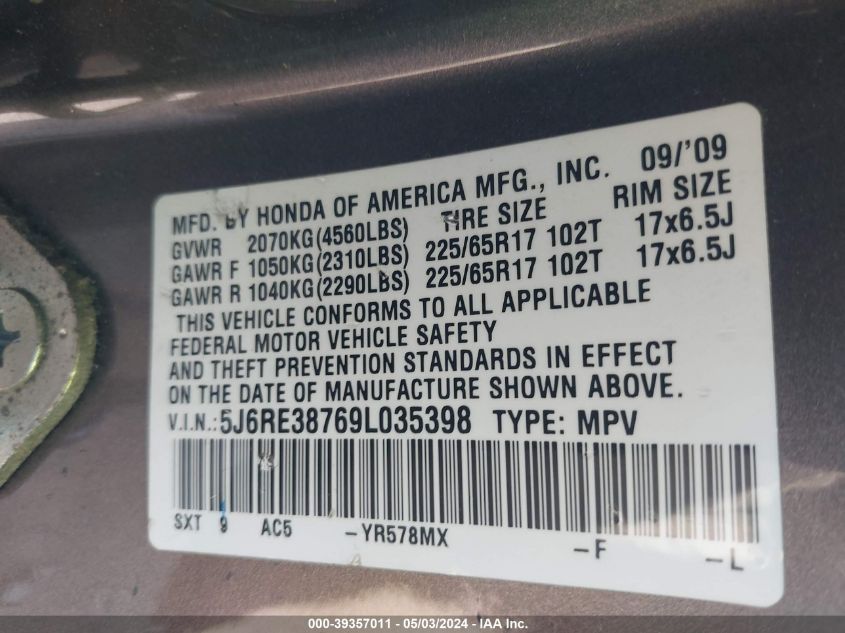 MFD. BY HONDA OF AMERICA MFG., INC. 09/'09
GVWR 2070KG(4560LBS) TIRE SIZE RIM SIZE
GAWR F 1050KG(2310LBS) 225/65R17 102T 17x6.5J
GAWR R 1040KG(2290LBS) 225/65R17 102T 17x6.5J
THIS VEHICLE CONFORMS TO ALL APPLICABLE
FEDERAL MOTOR VEHICLE SAFETY
AND THEFT PREVENTION STANDARDS IN EFFECT
ON THE DATE OF MANUFACTURE SHOWN ABOVE.
V.I.N.:5J6RE38769L035398 TYPE: MPV
SXT 9 AC5 -YR578MX -F -L
000-39357011 - 05/03/2024 - IAA Inc.